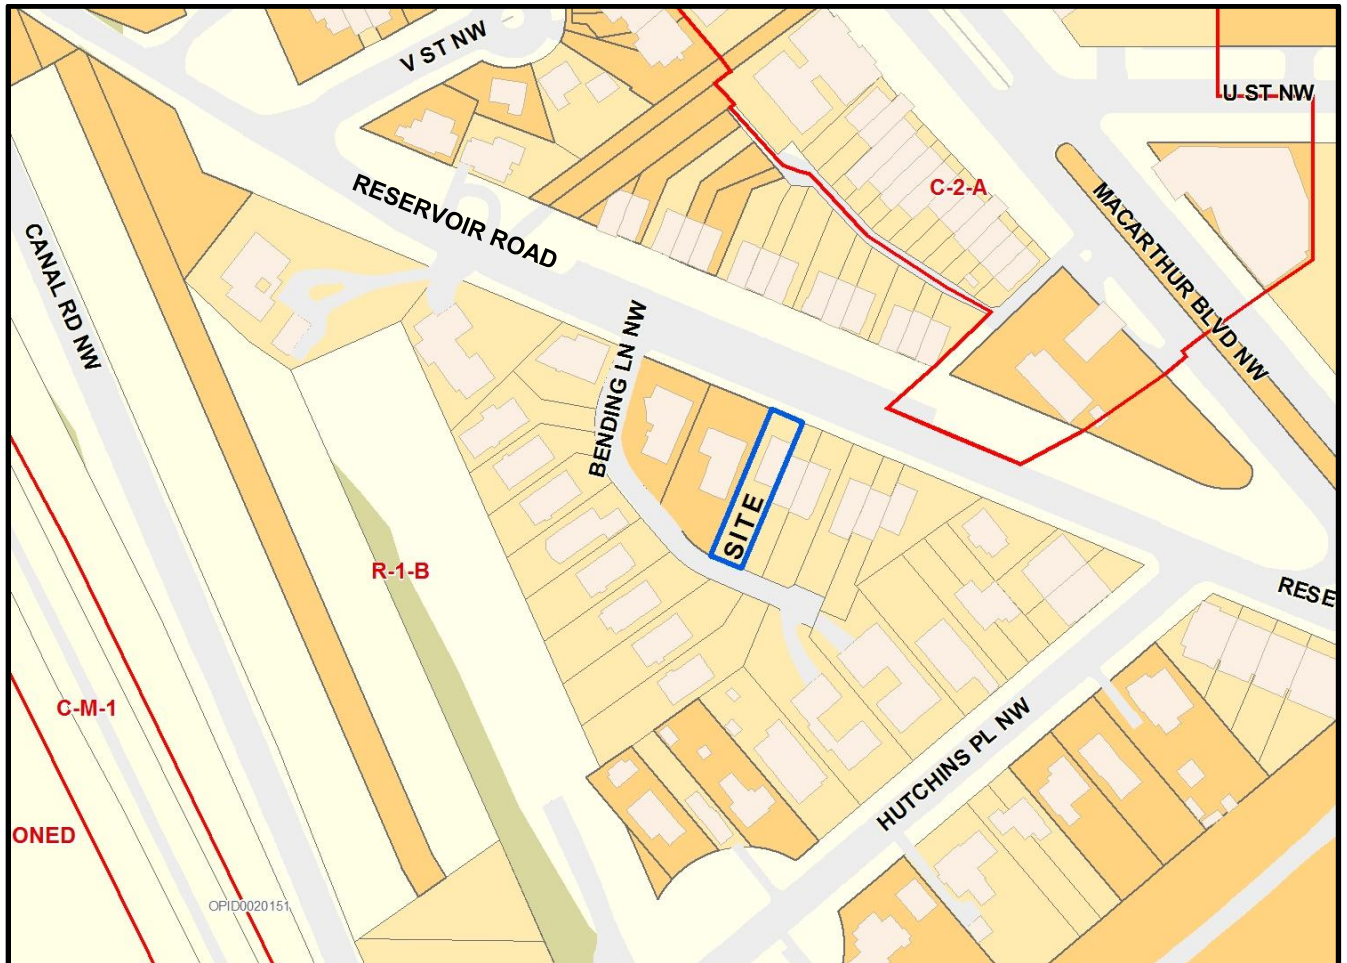 V ST NW
U ST NW
C-2-A
RESERVOIR ROAD
MACARTHUR BLVD NW
CANAL RD NW
BENDING LN NW
SITE
R-1-B
RESE
C-M-1
HUTCHINS PL NW
ONED
OPID0020151